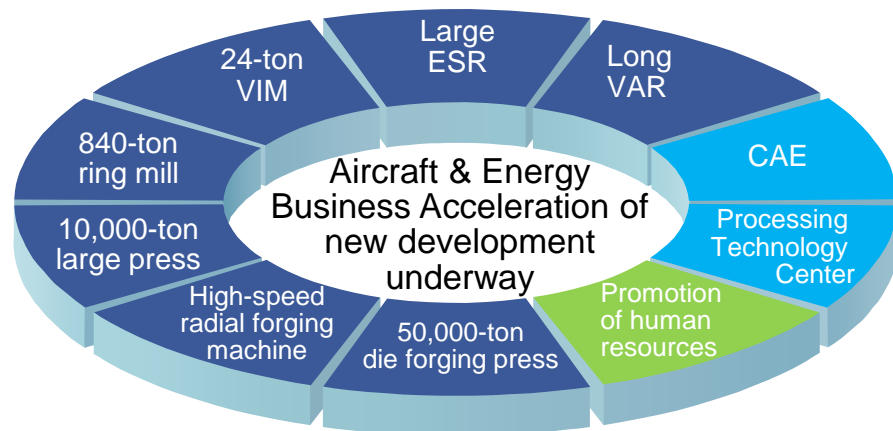 Large
ESR
Long
VAR
CAE
Processing
Technology
Center
Promotion
of human
resources
50,000-ton
die forging press
High-speed
radial forging
machine
10,000-ton
large press
840-ton
ring mill
24-ton
VIM
Aircraft & Energy
Business Acceleration of
new development
underway